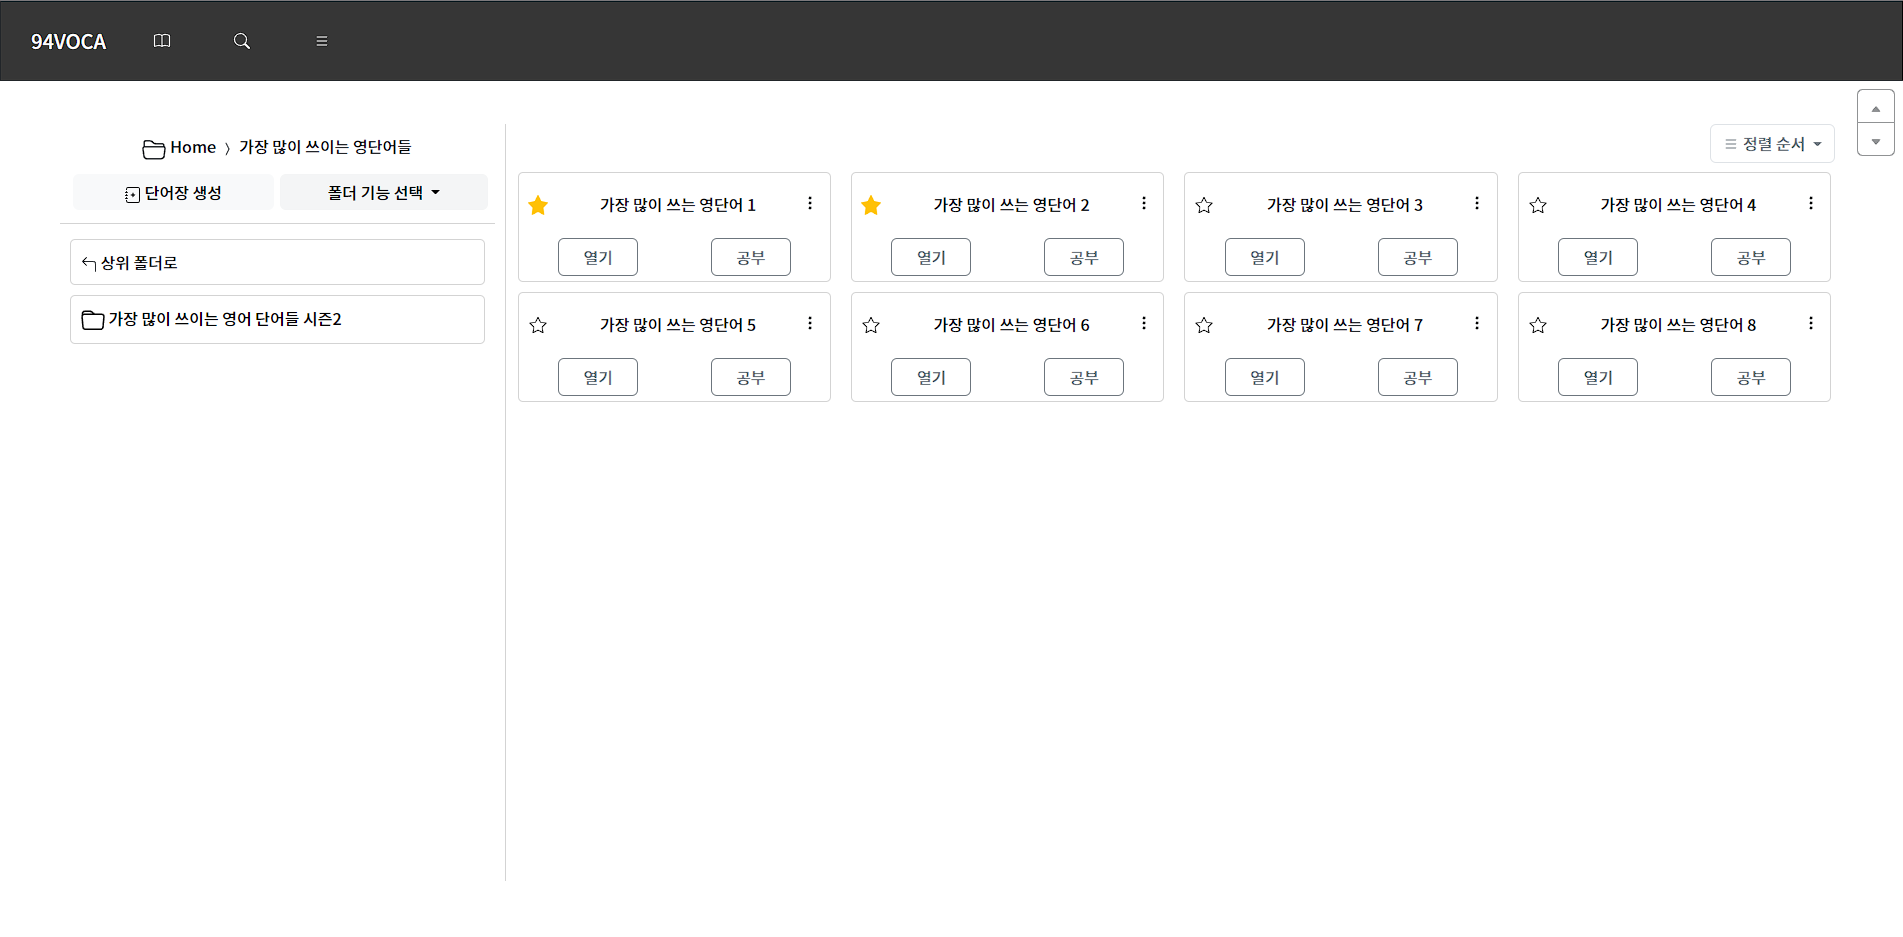 94VOCA
Home 〉 가장 많이 쓰이는 영단어들
단어장 생성
폴더 기능 선택
상위 폴더로
가장 많이 쓰이는 영어 단어들 시즌2
정렬 순서
가장 많이 쓰는 영단어 1
열기 공부
가장 많이 쓰는 영단어 2
열기 공부
가장 많이 쓰는 영단어 3
열기 공부
가장 많이 쓰는 영단어 4
열기 공부
가장 많이 쓰는 영단어 5
열기 공부
가장 많이 쓰는 영단어 6
열기 공부
가장 많이 쓰는 영단어 7
열기 공부
가장 많이 쓰는 영단어 8
열기 공부